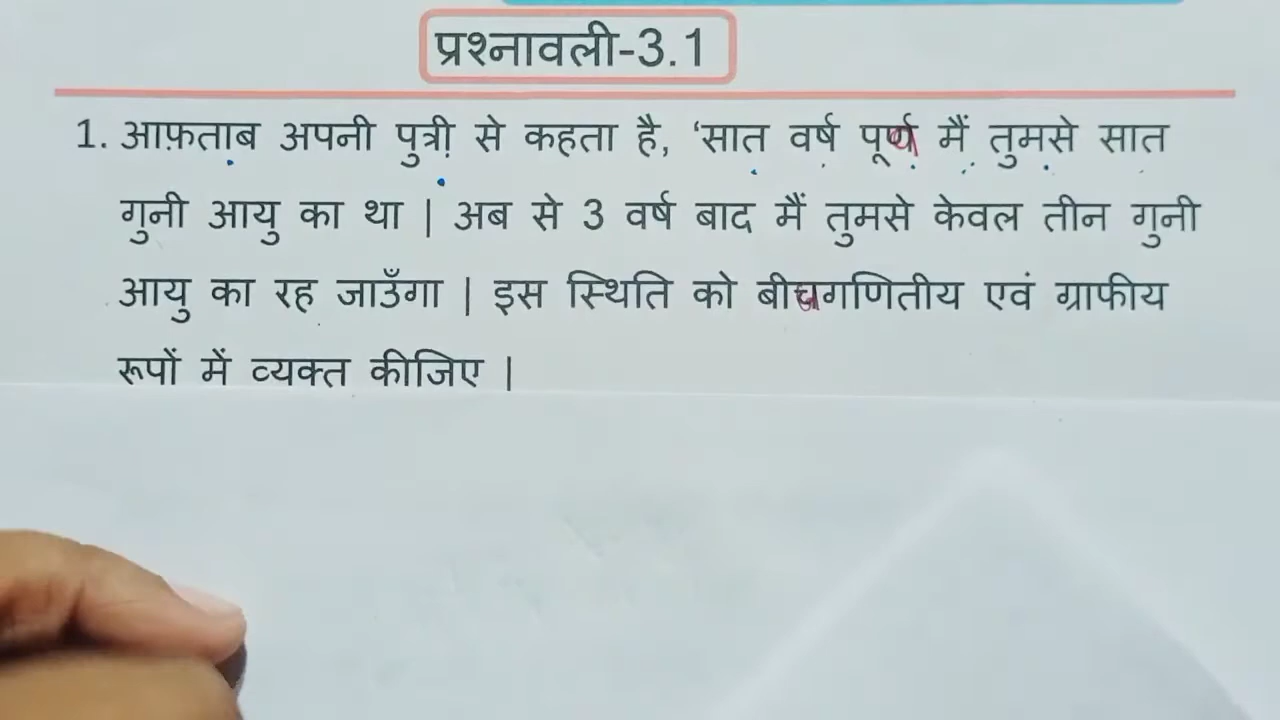 प्रश्नावली-3.1
1. आफ़ताब अपनी पुत्री से कहता है, ‘सात वर्ष पूर्व मैं तुमसे सात
गुनी आयु का था | अब से 3 वर्ष बाद मैं तुमसे केवल तीन गुनी
आयु का रह जाउँगा | इस स्थिति को बीजगणितीय एवं ग्राफीय
रूपों में व्यक्त कीजिए |